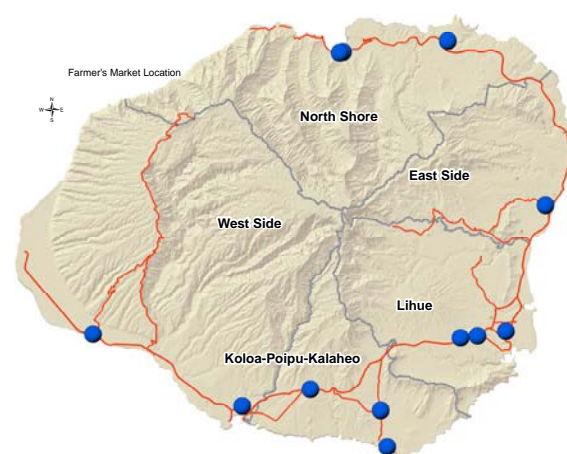 Farmer's Market Location
N
W E
S
North Shore
East Side
West Side
Lihue
Koloa-Poipu-Kalaheo